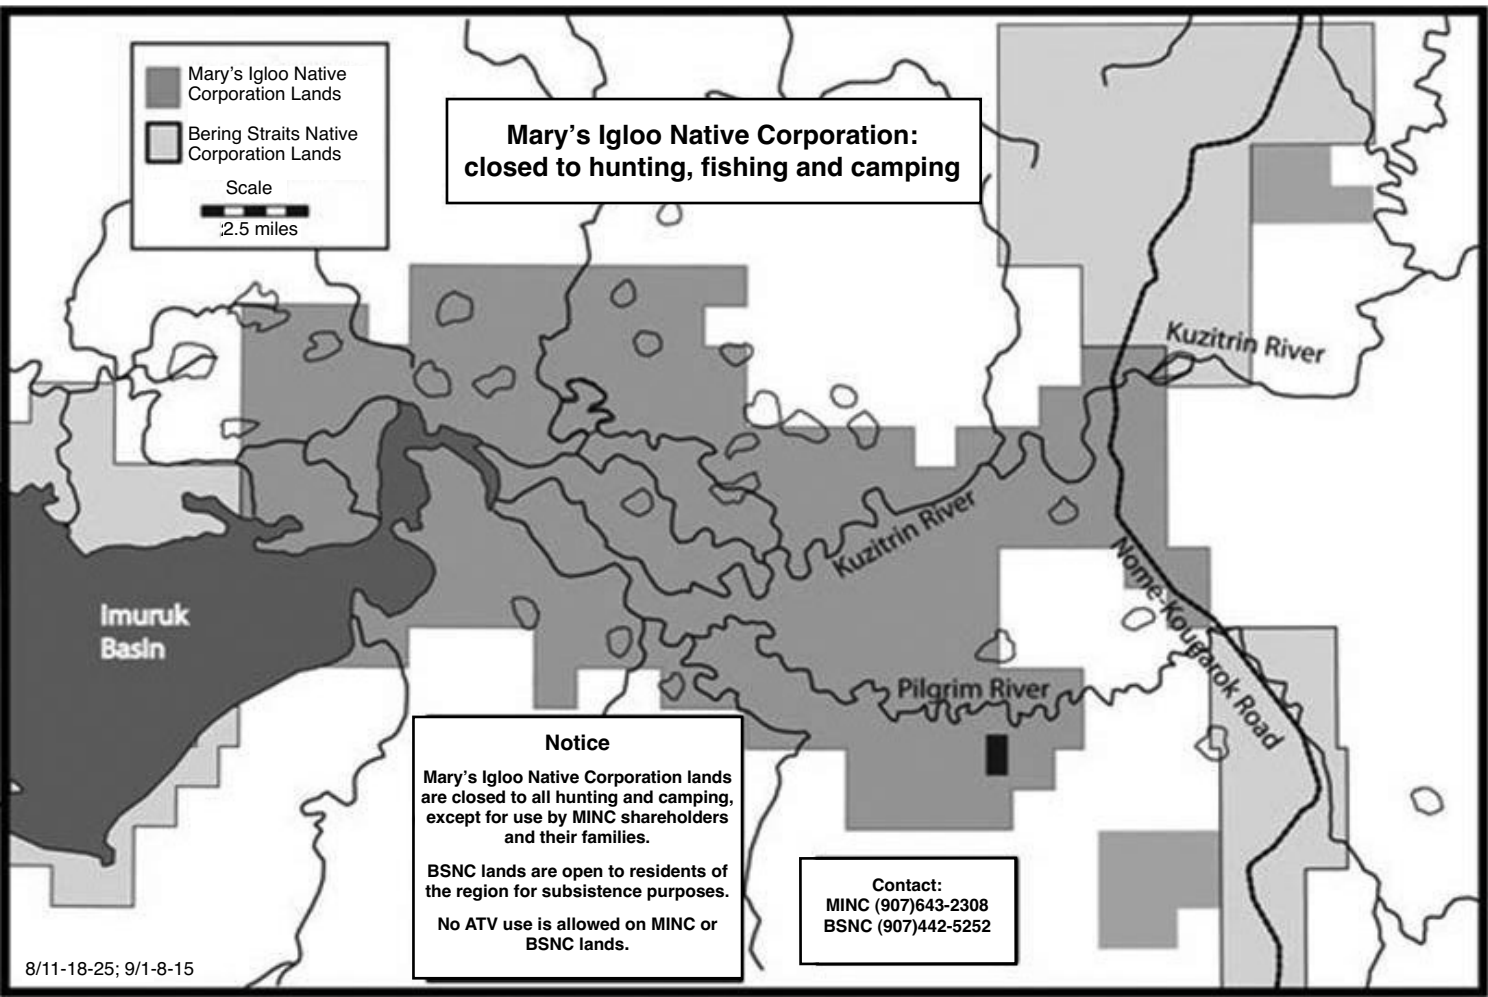 Mary's Igloo Native
Corporation Lands
Bering Straits Native
Corporation Lands
Scale
2.5 miles
Mary's Igloo Native Corporation:
closed to hunting, fishing and camping
Kuzitrin River
Kuzitrin River
Nome-Kougarok Road
Imuruk
Basin
Pilgrim River
Notice
Mary's Igloo Native Corporation lands
are closed to all hunting and camping,
except for use by MINC shareholders
and their families.
BSNC lands are open to residents of
the region for subsistence purposes.
No ATV use is allowed on MINC or
BSNC lands.
Contact:
MINC (907)643-2308
BSNC (907)442-5252
8/11-18-25; 9/1-8-15